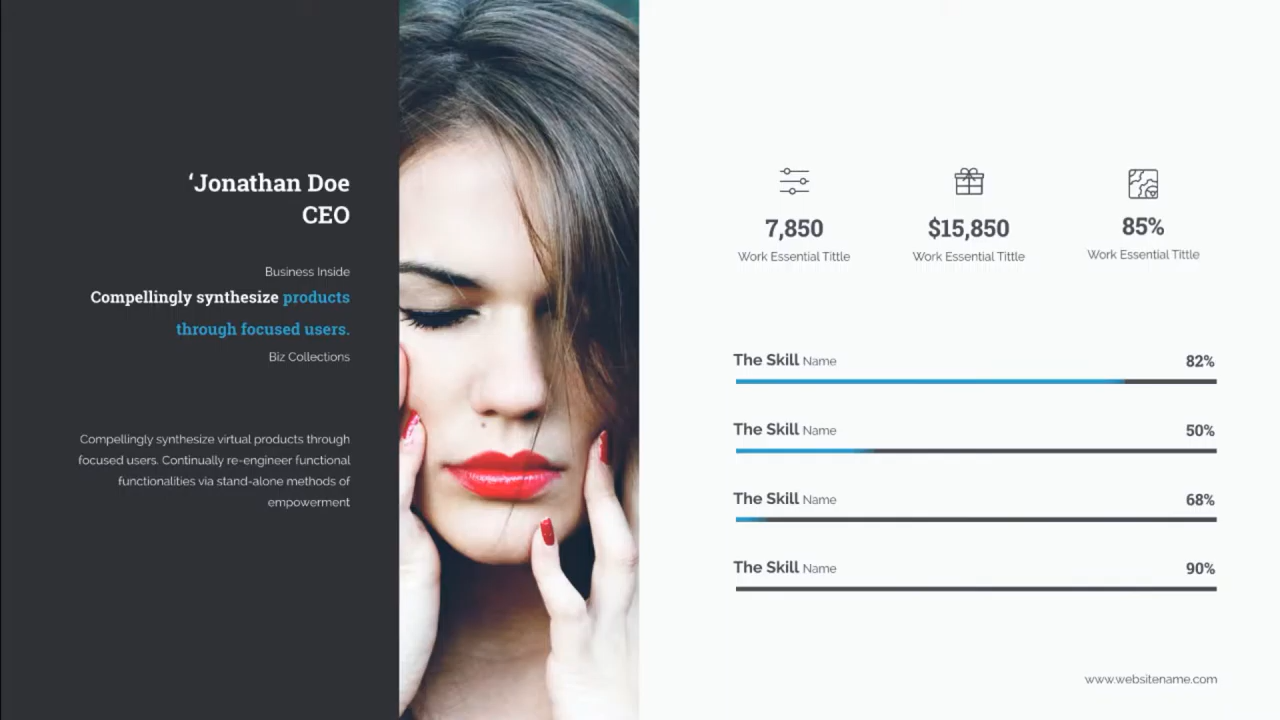 ‘Jonathan Doe
CEO
Business Inside
Compellingly synthesize products
through focused users.
Biz Collections
Compellingly synthesize virtual products through
focused users. Continually re-engineer functional
functionalities via stand-alone methods of
empowerment
7,850
Work Essential Tittle
$15,850
Work Essential Tittle
85%
Work Essential Tittle
The Skill Name 82%
The Skill Name 50%
The Skill Name 68%
The Skill Name 90%
www.websitename.com